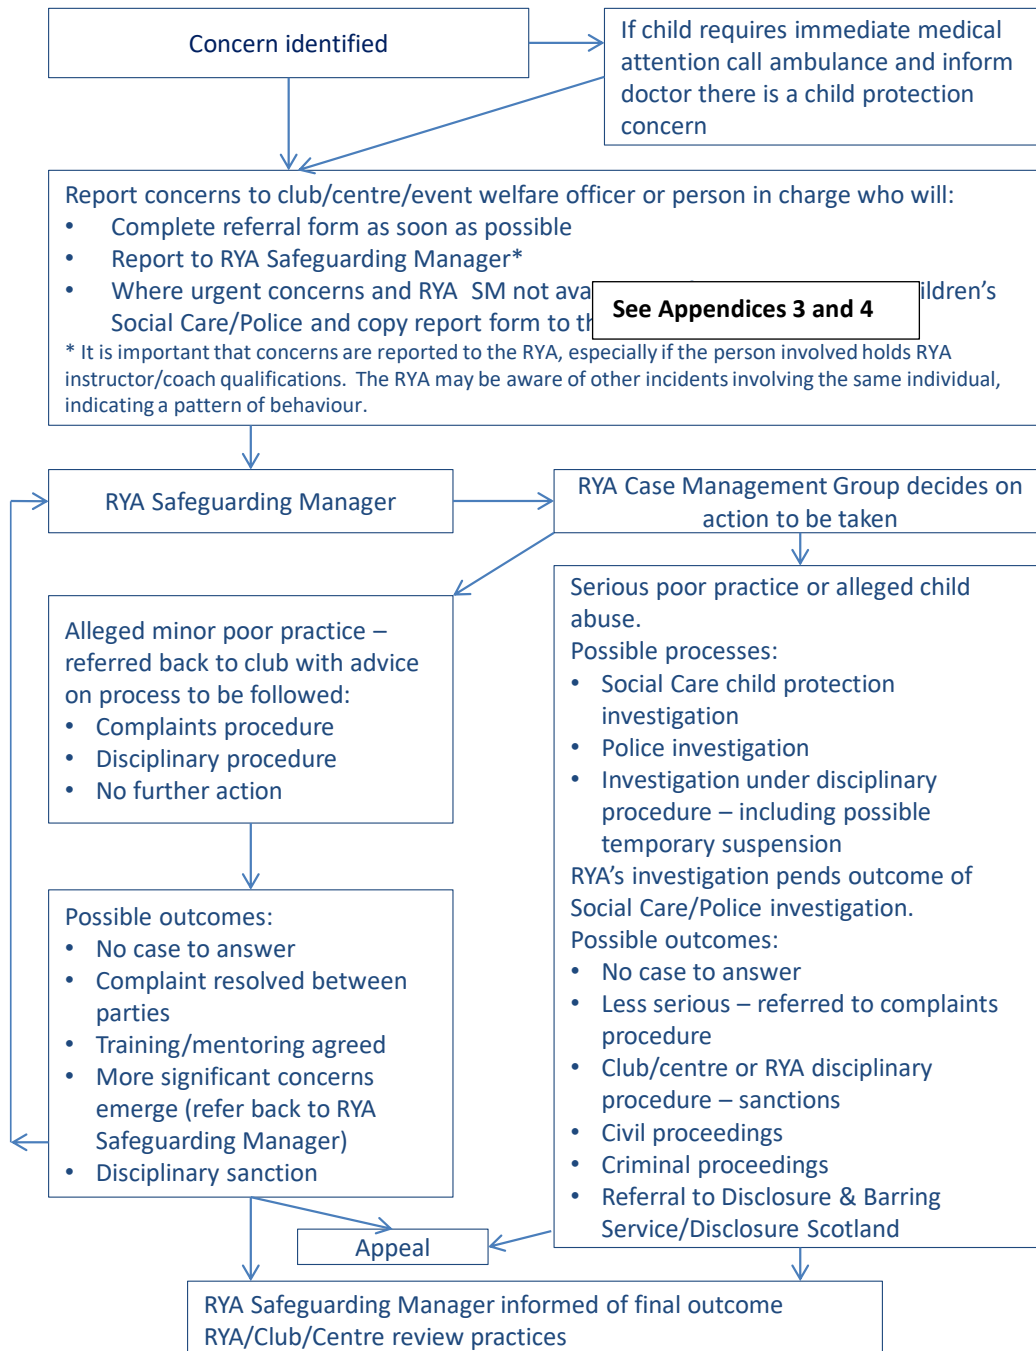 Concern identified
If child requires immediate medical
attention call ambulance and inform
doctor there is a child protection
concern
Report concerns to club/centre/event welfare officer or person in charge who will:
• Complete referral form as soon as possible
• Report to RYA Safeguarding Manager*
• Where urgent concerns and RYA SM not
Social Care/Police and copy report form to
See Appendices 3 and 4
* It is important that concerns are reported to the RYA, especially if the person involved holds RYA
instructor/coach qualifications. The RYA may be aware of other incidents involving the same individual,
indicating a pattern of behaviour.
RYA Safeguarding Manager
RYA Case Management Group decides on
action to be taken
Alleged minor poor practice –
referred back to club with advice
on process to be followed:
• Complaints procedure
• Disciplinary procedure
• No further action
Serious poor practice or alleged child
abuse.
Possible processes:
• Social Care child protection
investigation
• Police investigation
• Investigation under disciplinary
procedure – including possible
temporary suspension
RYA’s investigation pends outcome of
Social Care/Police investigation.
Possible outcomes:
• No case to answer
• Less serious – referred to complaints
procedure
• Club/centre or RYA disciplinary
procedure – sanctions
• Civil proceedings
• Criminal proceedings
• Referral to Disclosure & Barring
Service/Disclosure Scotland
Possible outcomes:
• No case to answer
• Complaint resolved between
parties
• Training/mentoring agreed
• More significant concerns
emerge (refer back to RYA
Safeguarding Manager)
• Disciplinary sanction
Appeal
RYA Safeguarding Manager informed of final outcome
RYA/Club/Centre review practices